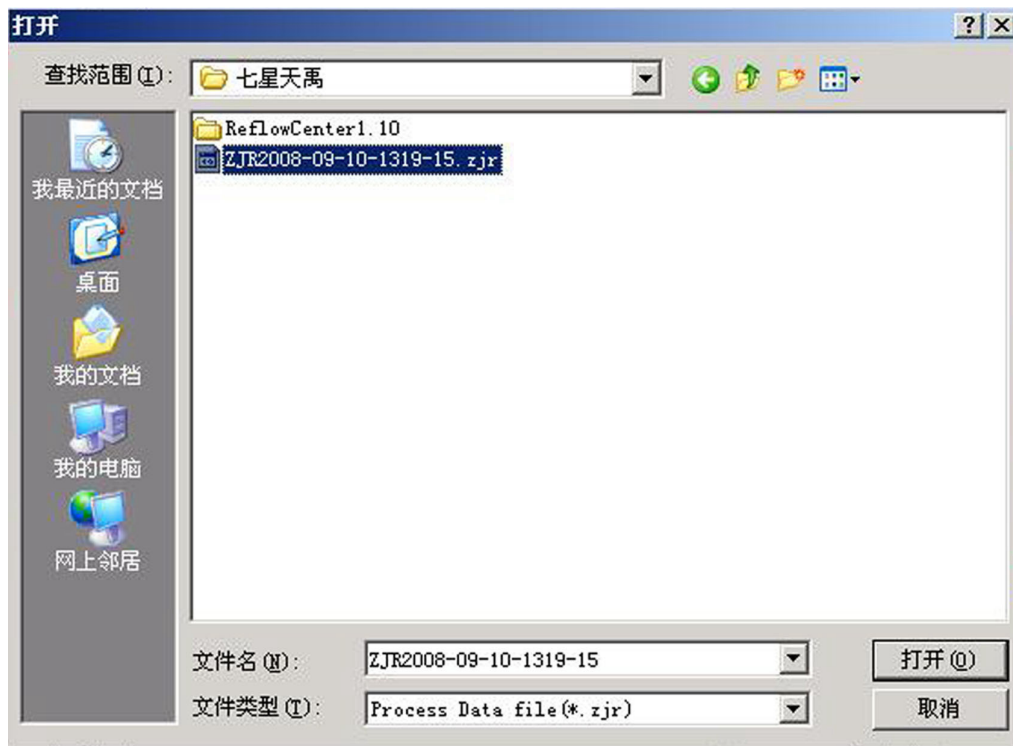 打开
查找范围(I):
七星天禹
ReflowCenter1.10
ZJR2008-09-10-1319-15.zjr
我最近的文档
桌面
我的文档
我的电脑
网上邻居
文件名(N):
ZJR2008-09-10-1319-15
打开(O)
文件类型(T):
Process Data file(*.zjr)
取消